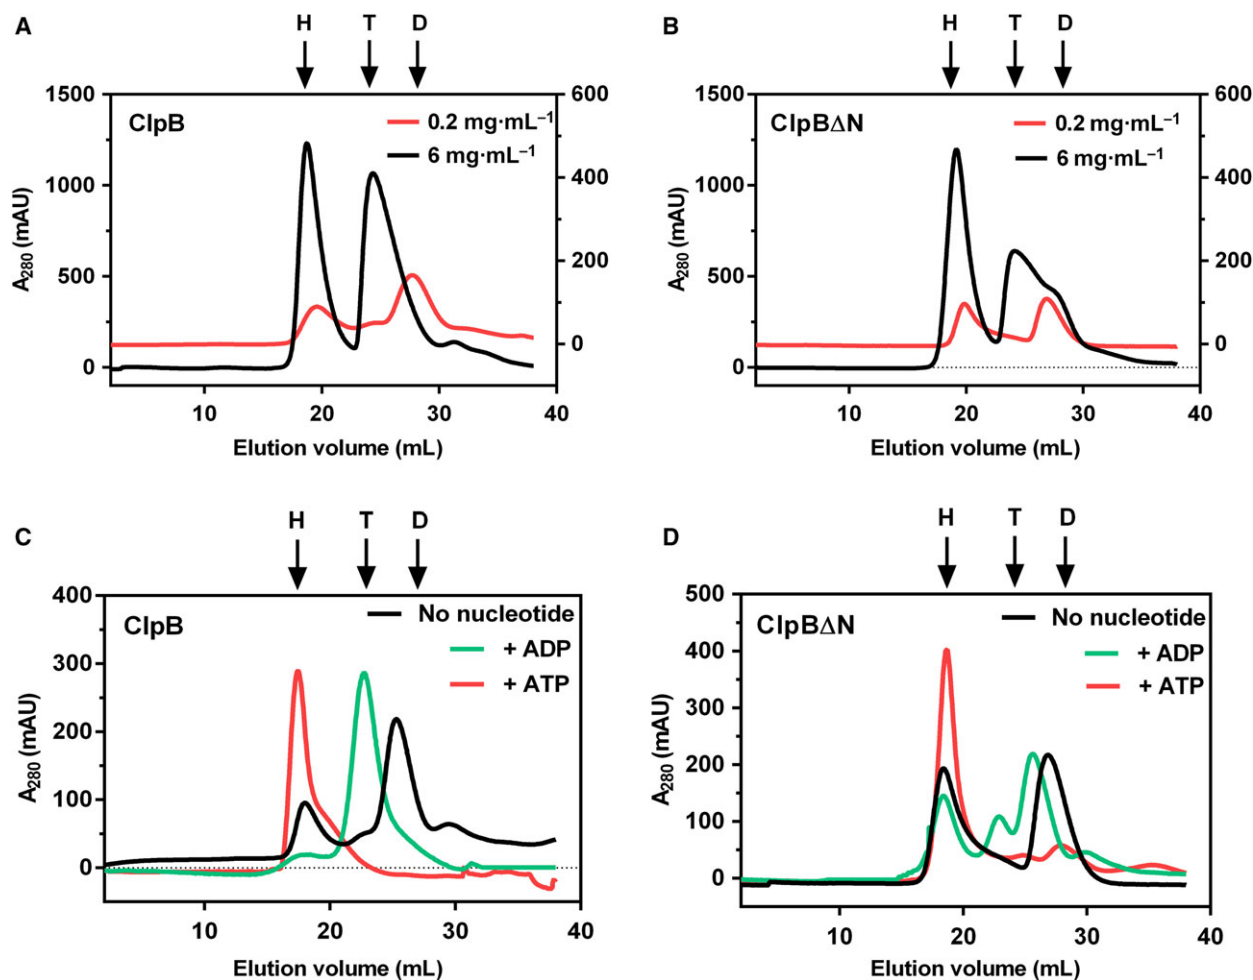 A
H T D
1500 600
ClpB
0.2 mg·mL⁻¹
6 mg·mL⁻¹
1000 400
500 200
0 0
A₂₈₀ (mAU)
10 20 30 40
Elution volume (mL)
B
H T D
1500 600
ClpBΔN
0.2 mg·mL⁻¹
6 mg·mL⁻¹
1000 400
500 200
0 0
A₂₈₀ (mAU)
10 20 30 40
Elution volume (mL)
C
H T D
400
ClpB
No nucleotide
+ ADP
+ ATP
300
200
100
0
A₂₈₀ (mAU)
10 20 30 40
Elution volume (mL)
D
H T D
500
ClpBΔN
No nucleotide
+ ADP
+ ATP
400
300
200
100
0
A₂₈₀ (mAU)
10 20 30 40
Elution volume (mL)